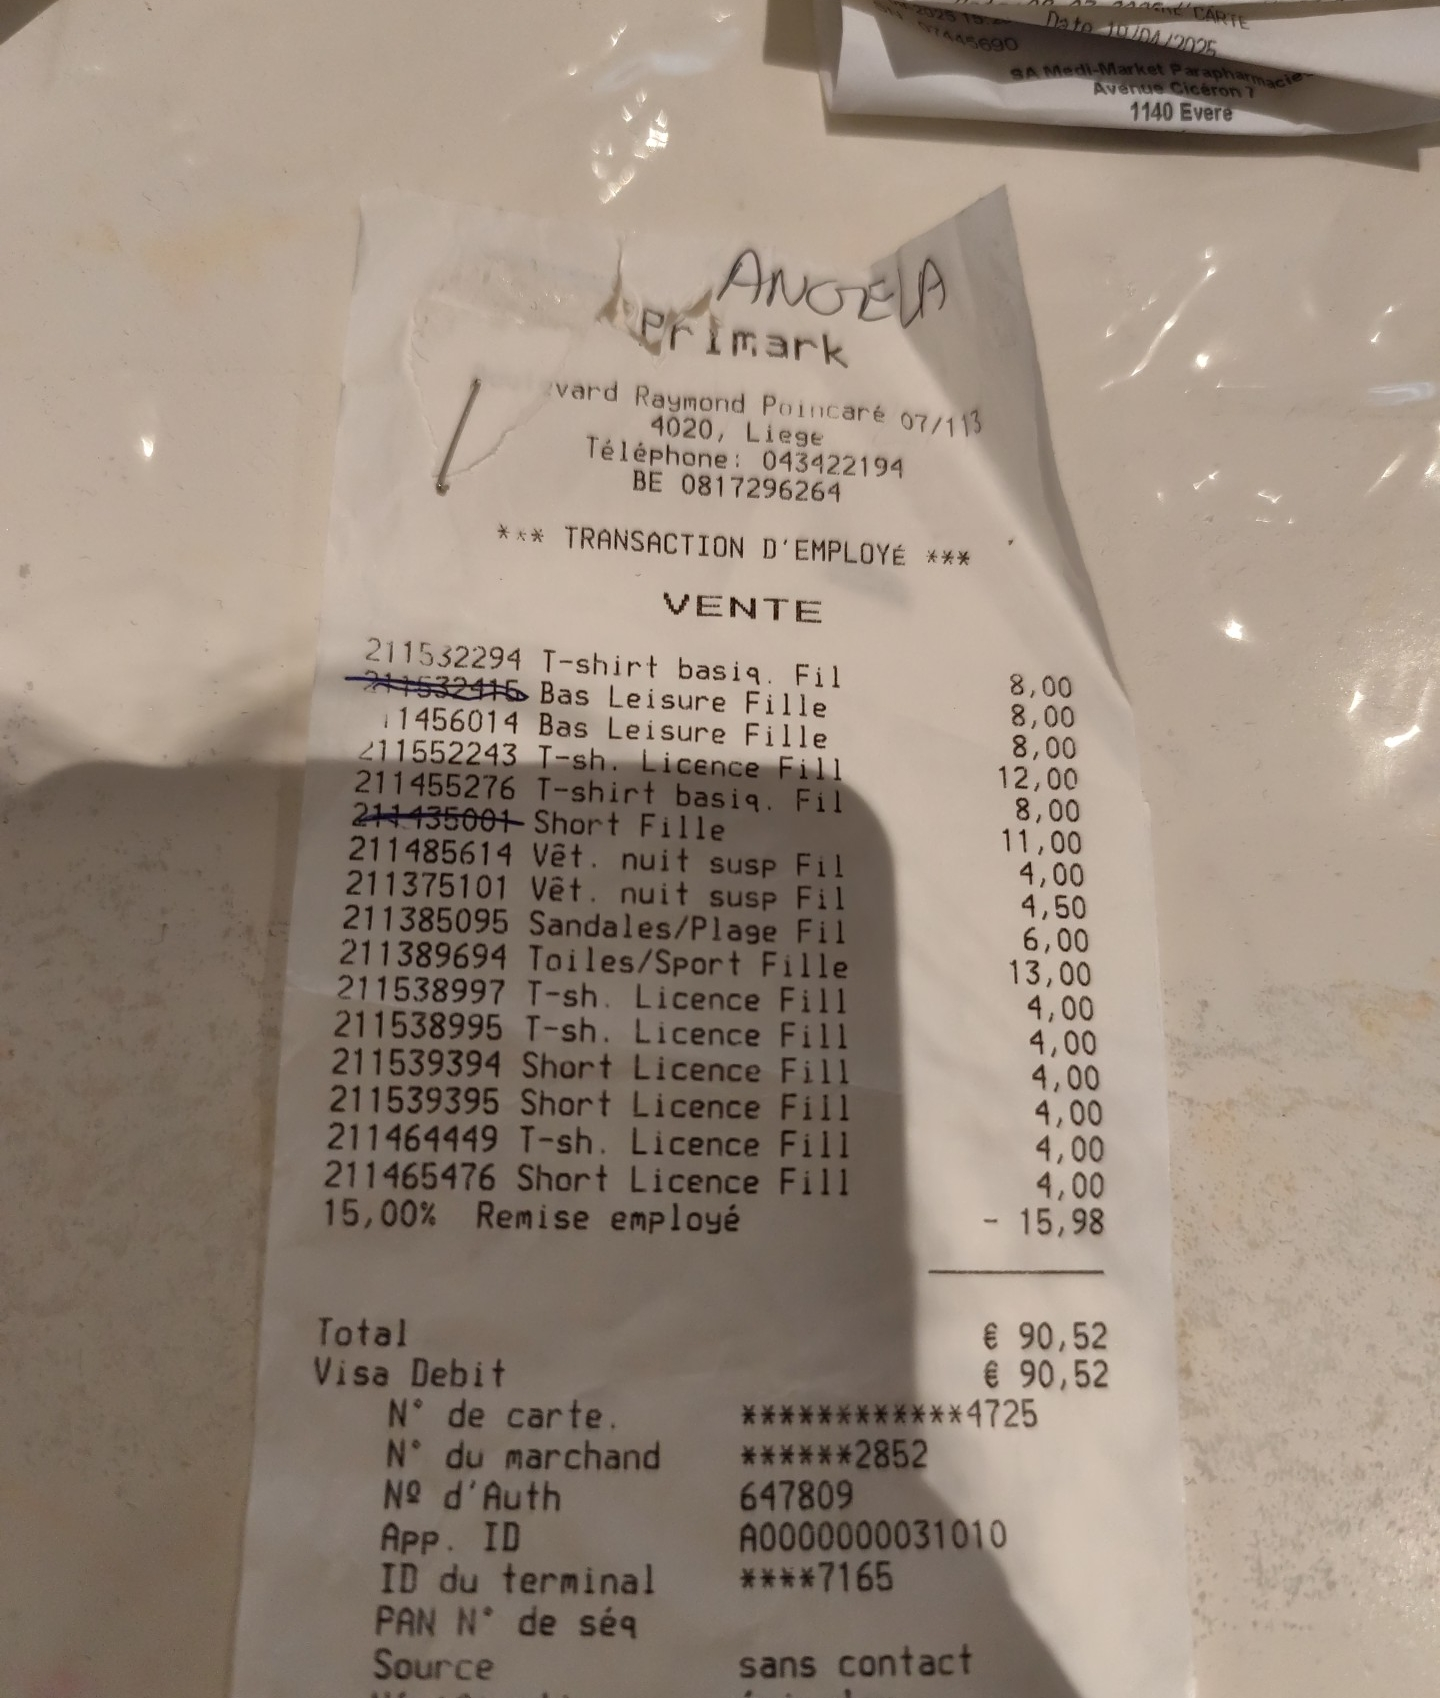 CARTE
Date 10/04/2025
07445690
SA Medi-Market Parapharmacie
Avenue Cicéron 7
1140 Evere
ANGELA
Primark
vard Raymond Poincaré 07/113
4020, Liege
Téléphone: 043422194
BE 0817296264
*** TRANSACTION D'EMPLOYÉ ***
VENTE
211532294 T-shirt basiq. Fil 8,00
211532415 Bas Leisure Fille 8,00
11456014 Bas Leisure Fille 8,00
211552243 T-sh. Licence Fill 12,00
211455276 T-shirt basiq. Fil 8,00
211435001 Short Fille 11,00
211485614 Vêt. nuit susp Fil 4,00
211375101 Vêt. nuit susp Fil 4,50
211385095 Sandales/Plage Fil 6,00
211389694 Toiles/Sport Fille 13,00
211538997 T-sh. Licence Fill 4,00
211538995 T-sh. Licence Fill 4,00
211539394 Short Licence Fill 4,00
211539395 Short Licence Fill 4,00
211464449 T-sh. Licence Fill 4,00
211465476 Short Licence Fill 4,00
15,00% Remise employé - 15,98
Total € 90,52
Visa Debit € 90,52
N° de carte. ************4725
N° du marchand ******2852
Nº d'Auth 647809
App. ID A0000000031010
ID du terminal ****7165
PAN N° de séq
Source sans contact